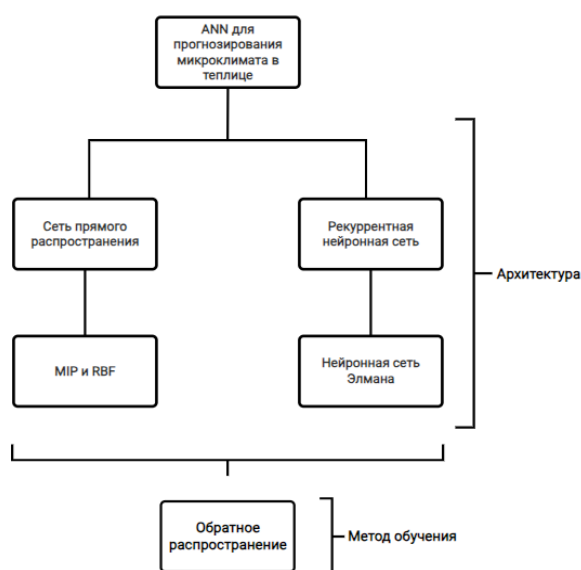 ANN для
прогнозирования
микроклимата в
теплице
Сеть прямого
распространения
Рекуррентная
нейронная сеть
Архитектура
MIP и RBF
Нейронная сеть
Элмана
Обратное
распространение
Метод обучения